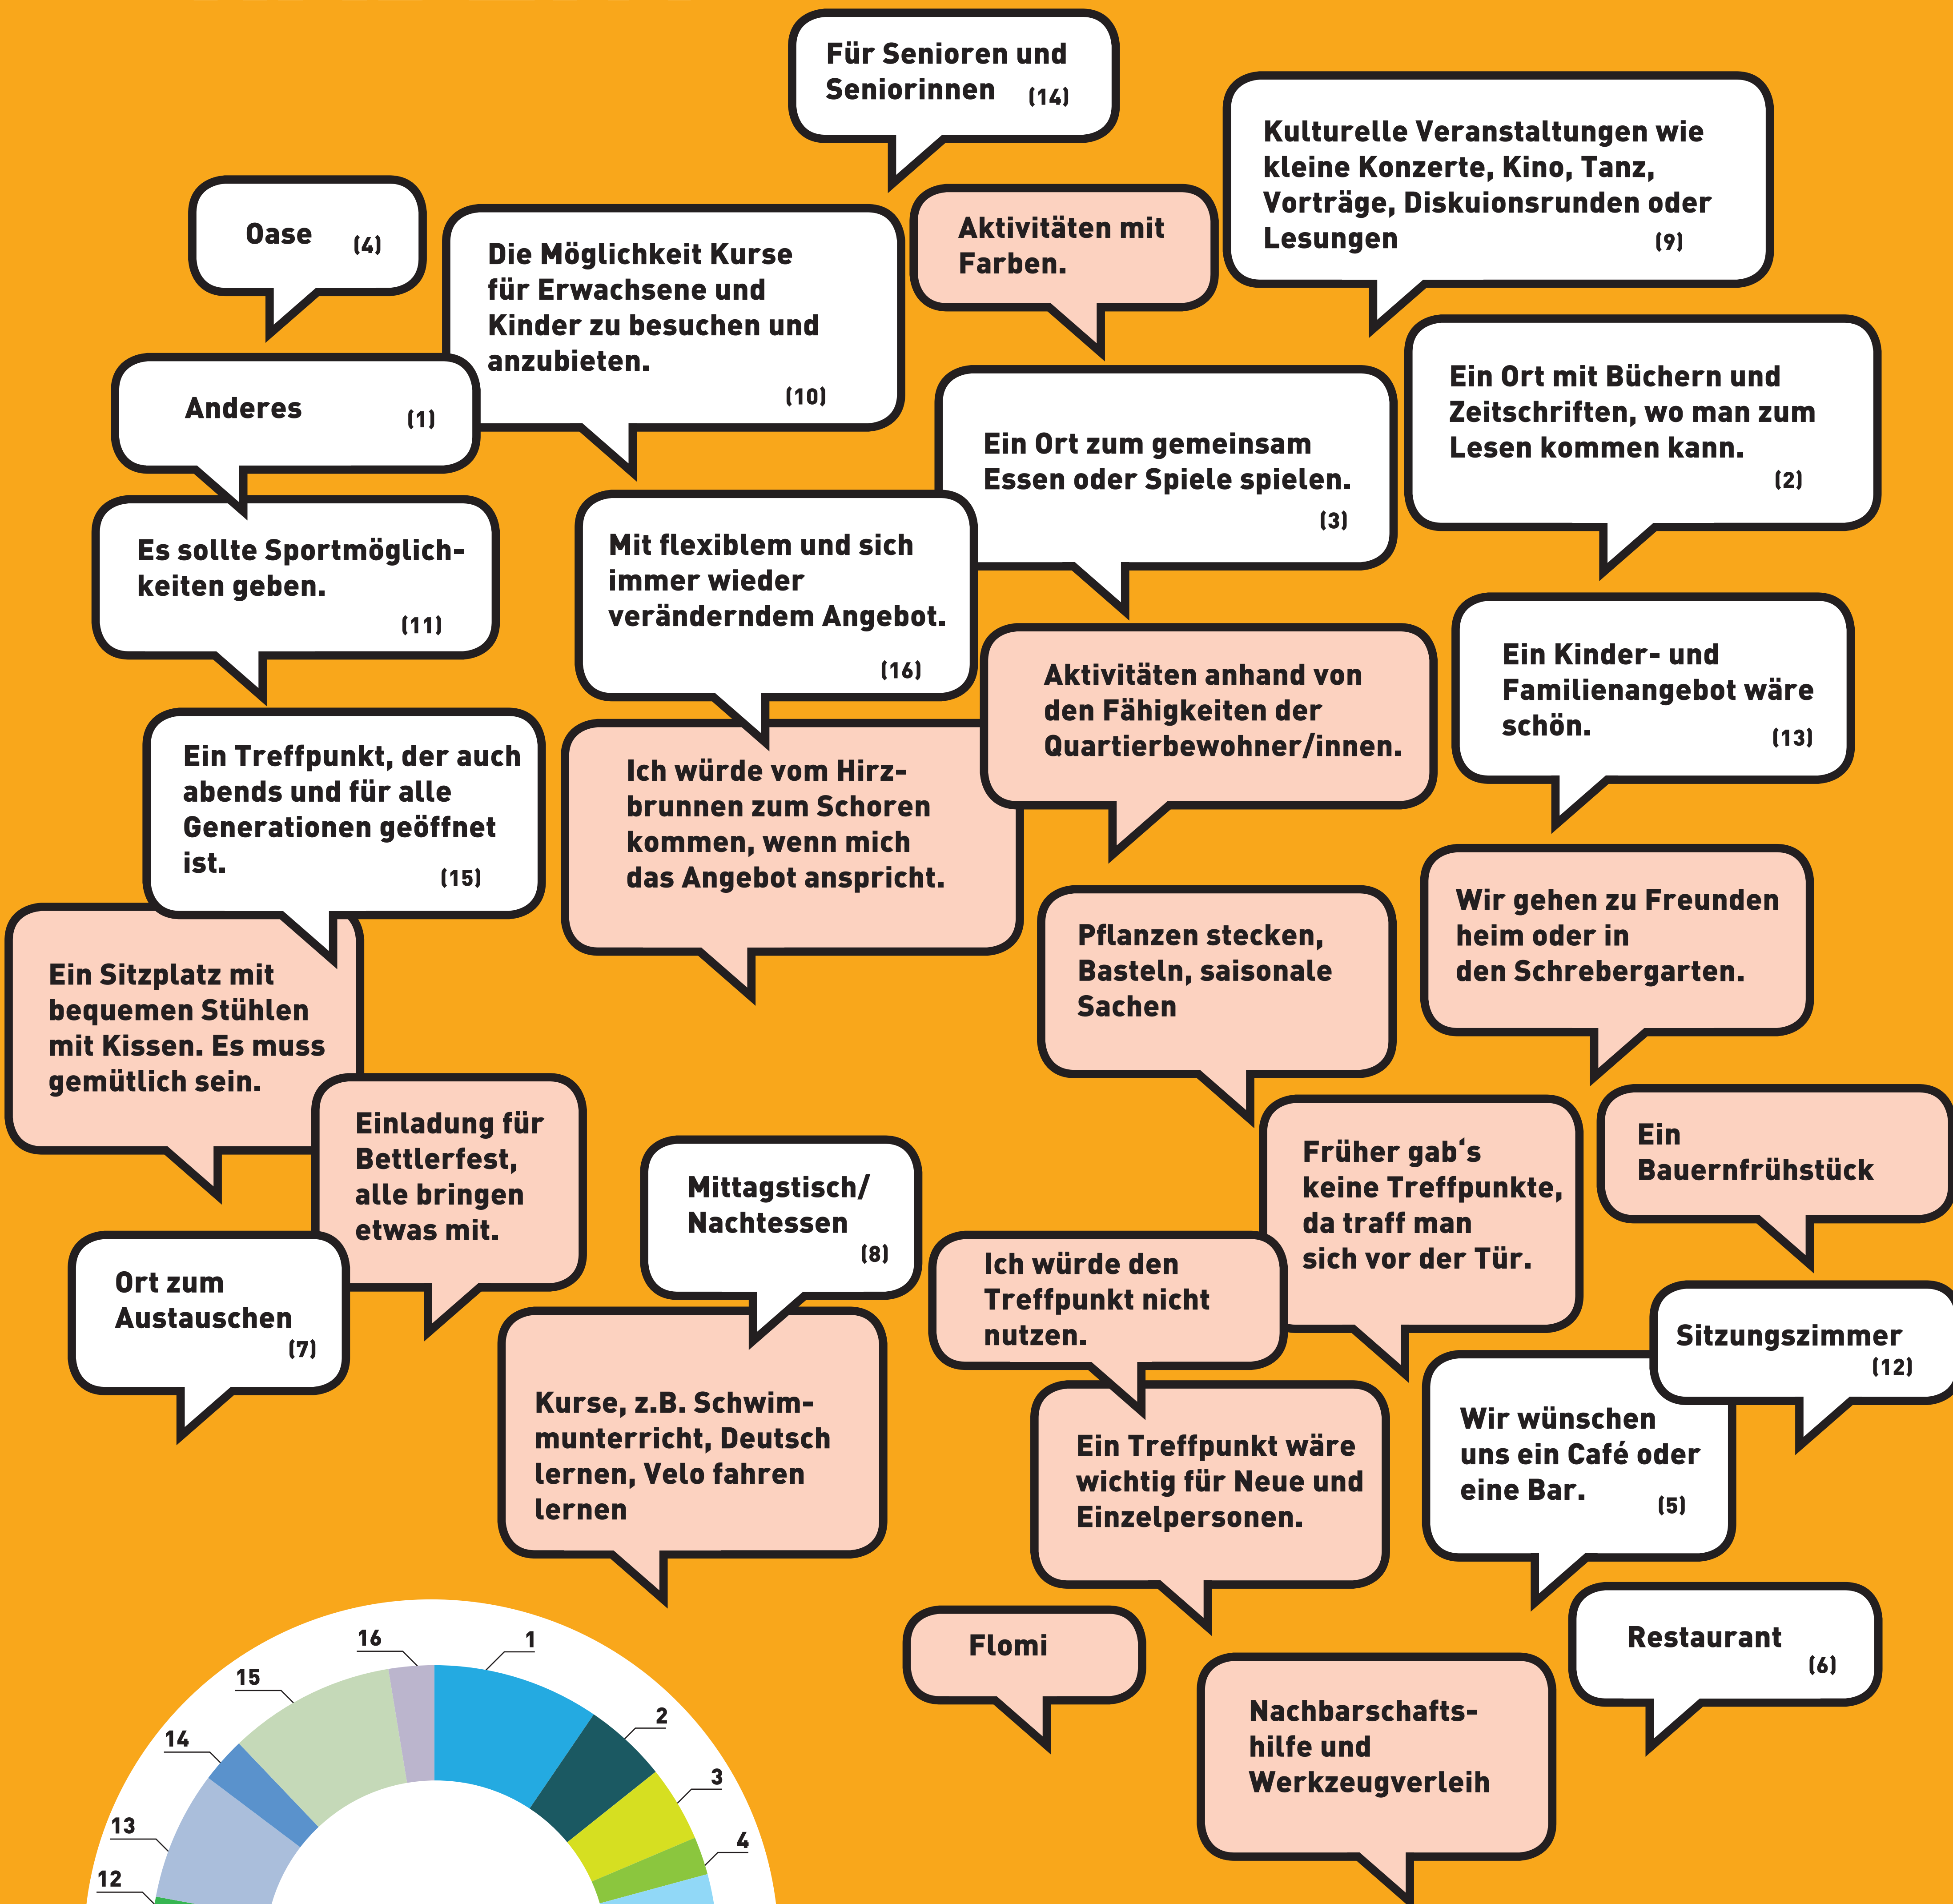 Für Senioren und
Seniorinnen (14)
Kulturelle Veranstaltungen wie
kleine Konzerte, Kino, Tanz,
Vorträge, Diskuionsrunden oder
Lesungen (9)
Oase (4)
Die Möglichkeit Kurse
für Erwachsene und
Kinder zu besuchen und
anzubieten.
(10)
Aktivitäten mit
Farben.
Anderes (1)
Ein Ort zum gemeinsam
Essen oder Spiele spielen.
(3)
Ein Ort mit Büchern und
Zeitschriften, wo man zum
Lesen kommen kann.
(2)
Es sollte Sportmöglich-
keiten geben.
(11)
Mit flexiblem und sich
immer wieder
veränderndem Angebot.
(16)
Aktivitäten anhand von
den Fähigkeiten der
Quartierbewohner/innen.
Ein Kinder- und
Familienangebot wäre
schön. (13)
Ein Treffpunkt, der auch
abends und für alle
Generationen geöffnet
ist. (15)
Ich würde vom Hirz-
brunnen zum Schoren
kommen, wenn mich
das Angebot anspricht.
Pflanzen stecken,
Basteln, saisonale
Sachen
Wir gehen zu Freunden
heim oder in
den Schrebergarten.
Ein Sitzplatz mit
bequemen Stühlen
mit Kissen. Es muss
gemütlich sein.
Einladung für
Bettlerfest,
alle bringen
etwas mit.
Mittagstisch/
Nachtessen
(8)
Früher gab‘s
keine Treffpunkte,
da traff man
sich vor der Tür.
Ein
Bauernfrühstück
Ort zum
Austauschen
(7)
Ich würde den
Treffpunkt nicht
nutzen.
Sitzungszimmer
(12)
Kurse, z.B. Schwim-
munterricht, Deutsch
lernen, Velo fahren
lernen
Ein Treffpunkt wäre
wichtig für Neue und
Einzelpersonen.
Wir wünschen
uns ein Café oder
eine Bar. (5)
Flomi
Restaurant
(6)
Nachbarschafts-
hilfe und
Werkzeugverleih
16
1
15
2
14
3
13
4
12